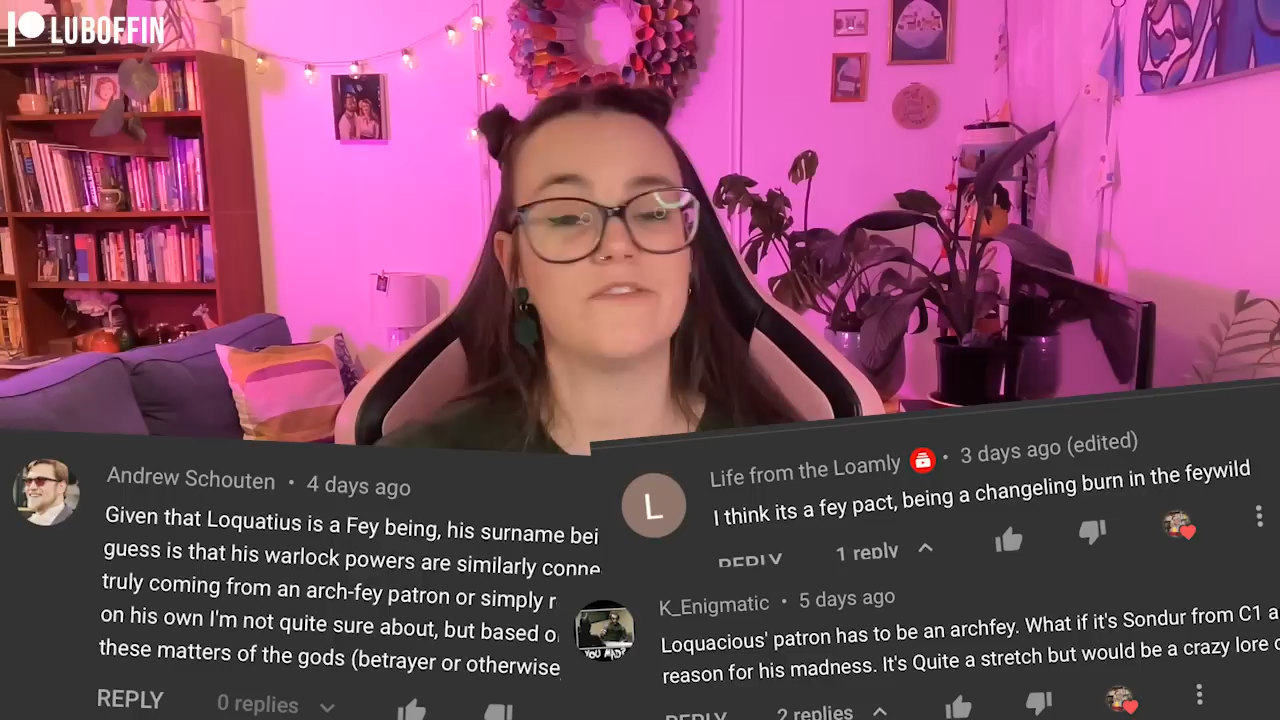 LUBOFFIN
Andrew Schouten • 4 days ago
Given that Loquatius is a Fey being, his surname bei
guess is that his warlock powers are similarly conne
truly coming from an arch-fey patron or simply
on his own I'm not quite sure about, but based
these matters of the gods (betrayer or otherwise
REPLY 0 replies
L
Life from the Loamly • 3 days ago (edited)
I think its a fey pact, being a changeling burn in the feywild
REPLY 1 reply
K_Enigmatic • 5 days ago
YOU MAD?
Loquacious' patron has to be an archfey. What if it's Sondur from C1 a
reason for his madness. It's Quite a stretch but would be a crazy lore
REPLY 2 replies